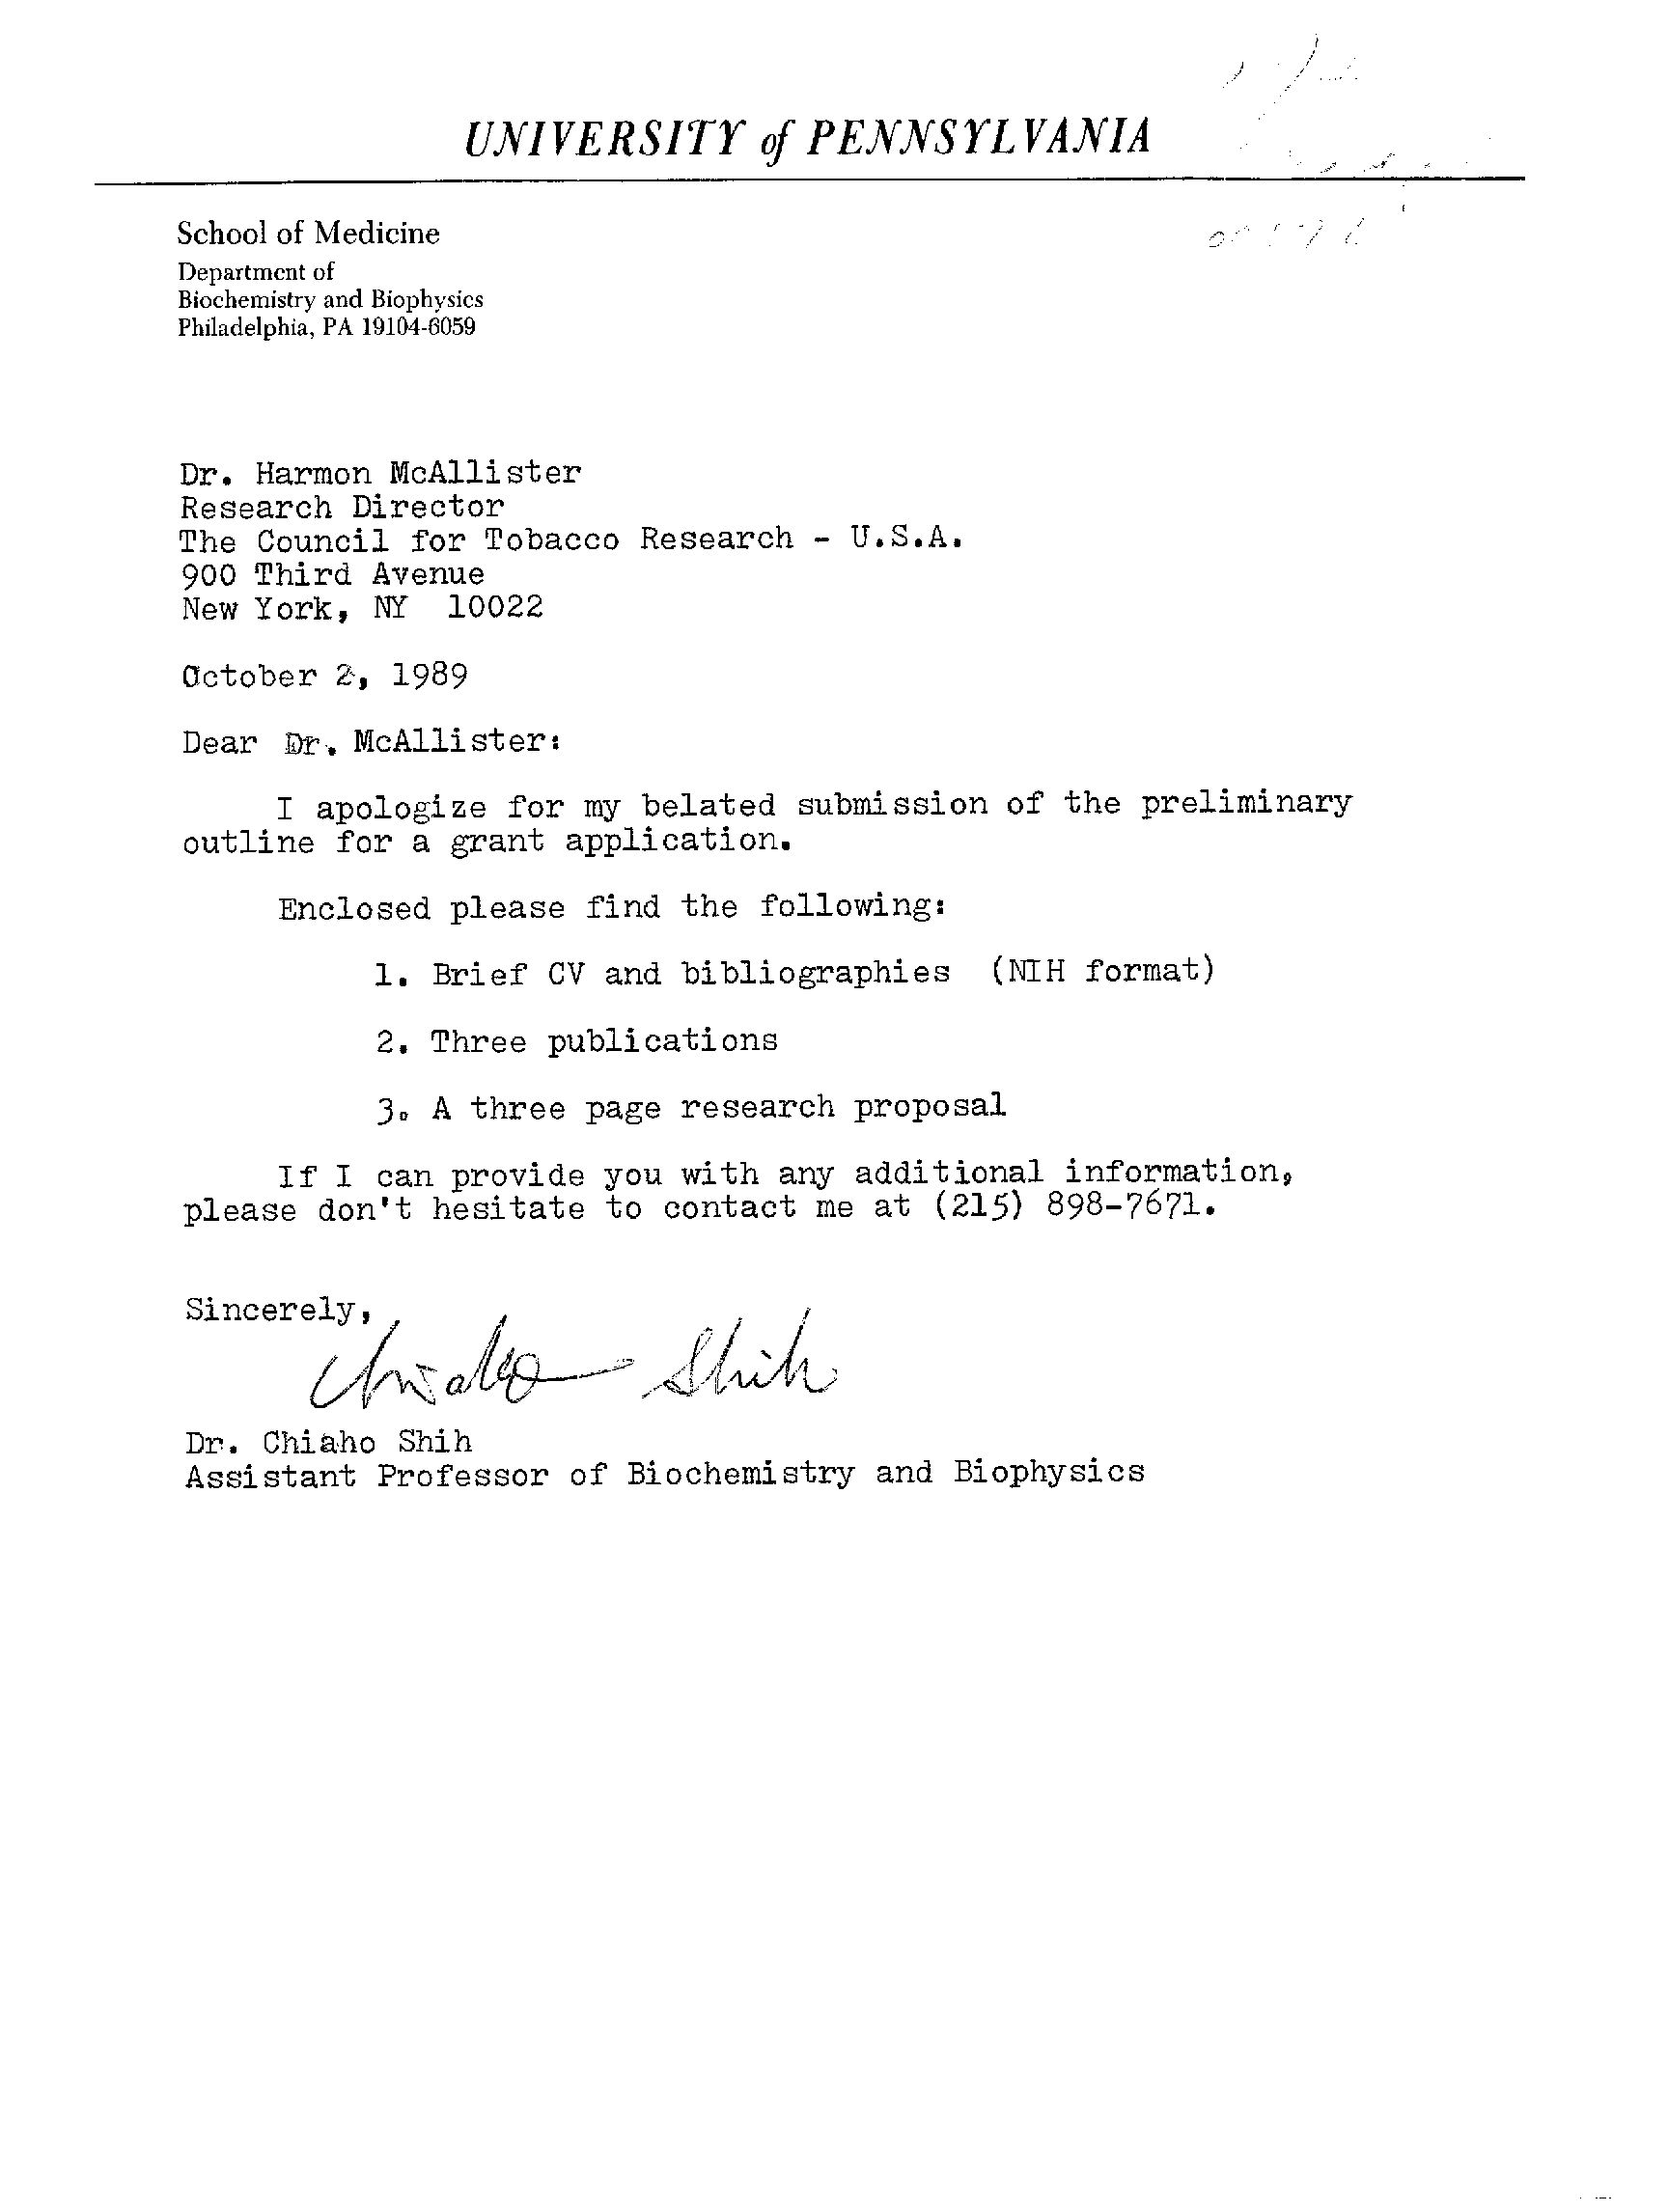 UNIVERSITY of PENNSYLVANIA
School of Medicine
Department of
Biochemistry and Biophysics
Philadelphia, PA 19104-6059
Dr. Harmon McAllister
Research Director
The Council for Tobacco Research - U.S.A.
900 Third Avenue
New York, NY 10022
October 2, 1989
Dear Dr. McAllister:
I apologize for my belated submission of the preliminary
outline for a grant application.
Enclosed please find the following:
1. Brief CV and bibliographies (NIH format)
2. Three publications
3. A three page research proposal
If I can provide you with any additional information,
please don't hesitate to contact me at (215) 898-7671.
Sincerely,
Chiaho Shih
Dr. Chiaho Shih
Assistant Professor of Biochemistry and Biophysics